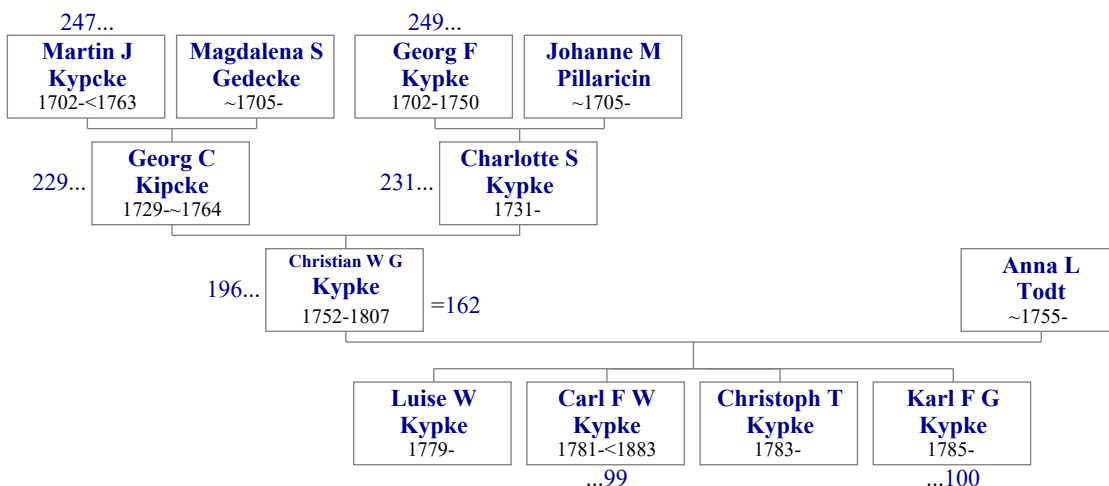 247...
249...
Martin J
Kypcke
1702-<1763
Magdalena S
Gedecke
~1705-
Georg F
Kypke
1702-1750
Johanne M
Pillaricin
~1705-
229...
Georg C
Kipcke
1729-~1764
231...
Charlotte S
Kypke
1731-
196...
Christian W G
Kypke
1752-1807
=162
Anna L
Todt
~1755-
Luise W
Kypke
1779-
Carl F W
Kypke
1781-<1883
Christoph T
Kypke
1783-
Karl F G
Kypke
1785-
...99
...100